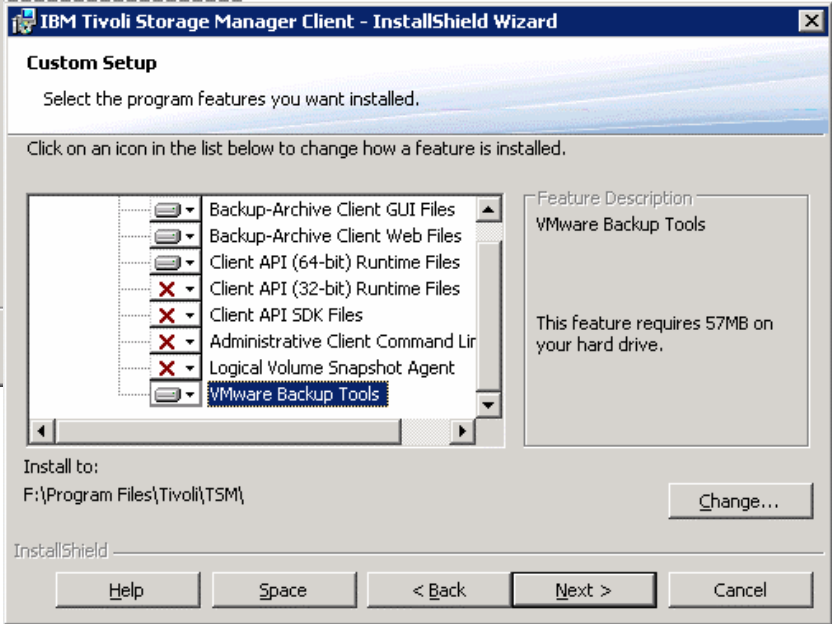 IBM Tivoli Storage Manager Client - InstallShield Wizard
Custom Setup
Select the program features you want installed.
Click on an icon in the list below to change how a feature is installed.
Backup-Archive Client GUI Files
Backup-Archive Client Web Files
Client API (64-bit) Runtime Files
Client API (32-bit) Runtime Files
Client API SDK Files
Administrative Client Command Lin
Logical Volume Snapshot Agent
VMware Backup Tools
Feature Description
VMware Backup Tools
This feature requires 57MB on
your hard drive.
Install to:
F:\Program Files\Tivoli\TSM\
Change...
InstallShield
Help
Space
< Back
Next >
Cancel